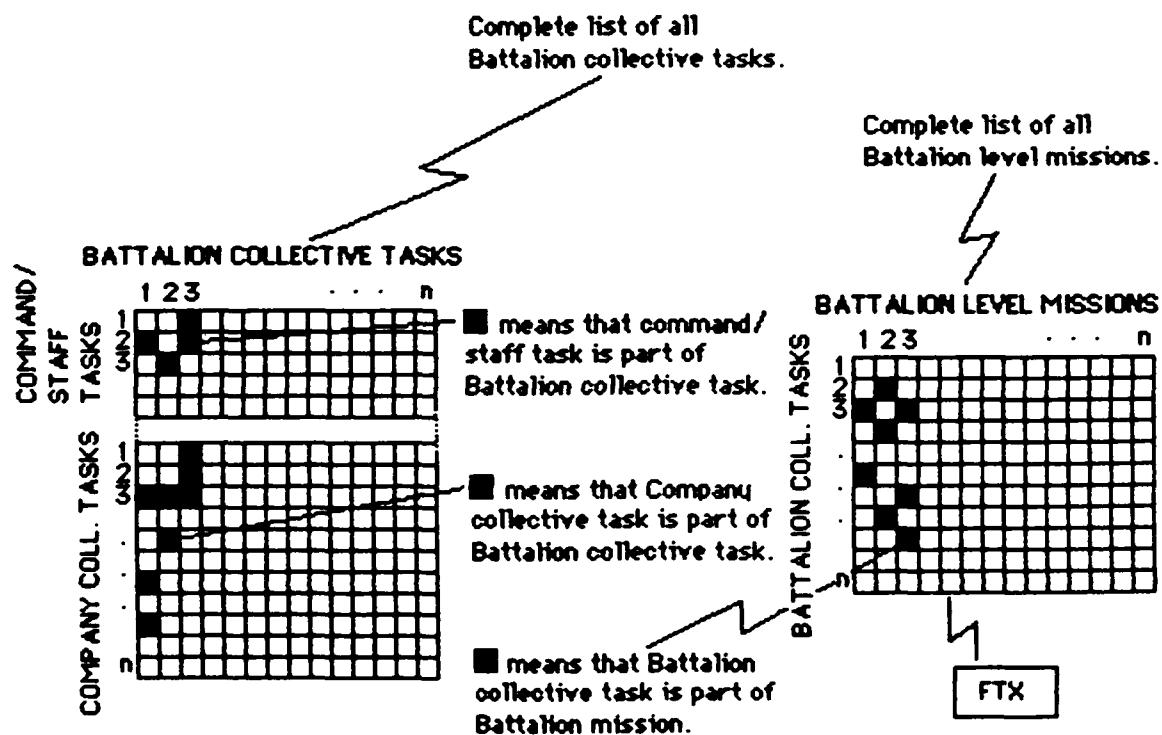 Complete list of all
Battalion collective tasks.
Complete list of all
Battalion level missions.
BATTALION COLLECTIVE TASKS
1 2 3 · · · n
COMMAND/
STAFF
TASKS
1
2
3
■ means that command/
staff task is part of
Battalion collective task.
COMPANY COLL. TASKS
1
2
3
·
·
·
n
■ means that Company
collective task is part of
Battalion collective task.
BATTALION LEVEL MISSIONS
1 2 3 · · · · n
BATTALION COLL. TASKS
1
2
3
·
·
·
n
■ means that Battalion
collective task is part of
Battalion mission.
FTX